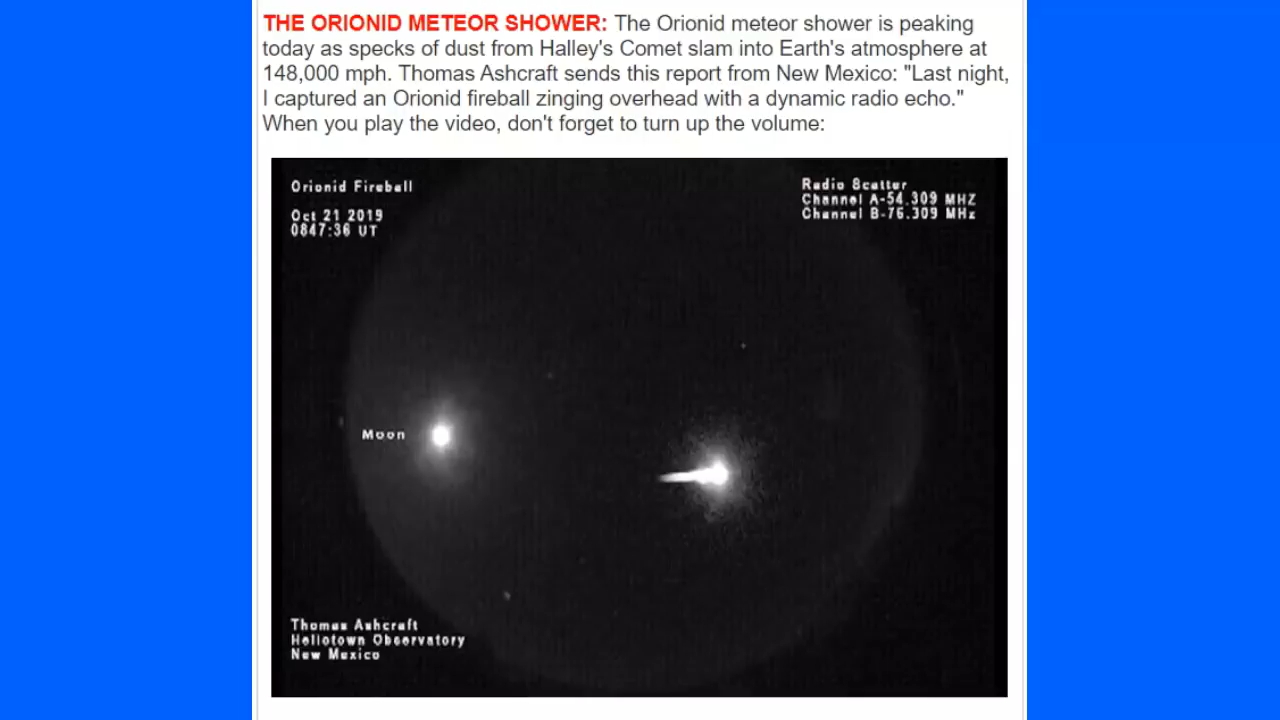 THE ORIONID METEOR SHOWER: The Orionid meteor shower is peaking
today as specks of dust from Halley's Comet slam into Earth's atmosphere at
148,000 mph. Thomas Ashcraft sends this report from New Mexico: "Last night,
I captured an Orionid fireball zinging overhead with a dynamic radio echo."
When you play the video, don't forget to turn up the volume:
Orionid Fireball
Oct 21 2019
0847:36 UT
Radio Scatter
Channel A-54.309 MHZ
Channel B-76.309 MHz
Moon
Thomas Ashcraft
Heliotown Observatory
New Mexico